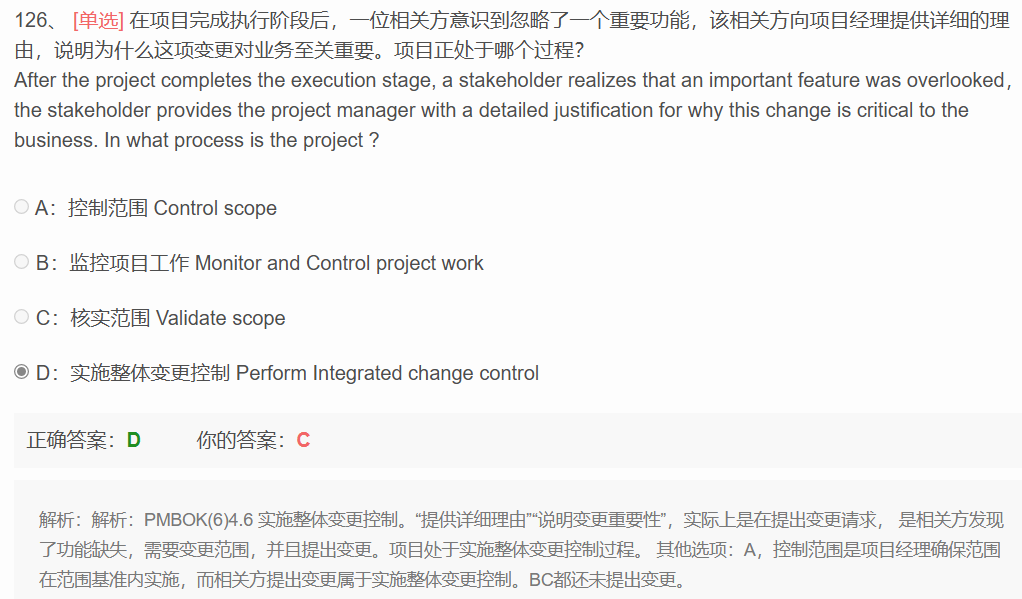 126、 [单选] 在项目完成执行阶段后，一位相关方意识到忽略了一个重要功能，该相关方向项目经理提供详细的理
由，说明为什么这项变更对业务至关重要。项目正处于哪个过程?
After the project completes the execution stage, a stakeholder realizes that an important feature was overlooked，
the stakeholder provides the project manager with a detailed justification for why this change is critical to the
business. In what process is the project ?
A：控制范围 Control scope
B：监控项目工作 Monitor and Control project work
C：核实范围 Validate scope
D：实施整体变更控制 Perform Integrated change control
正确答案：D 你的答案：C
解析：解析：PMBOK(6)4.6 实施整体变更控制。“提供详细理由”“说明变更重要性”，实际上是在提出变更请求， 是相关方发现
了功能缺失，需要变更范围，并且提出变更。项目处于实施整体变更控制过程。 其他选项：A，控制范围是项目经理确保范围
在范围基准内实施，而相关方提出变更属于实施整体变更控制。BC都还未提出变更。